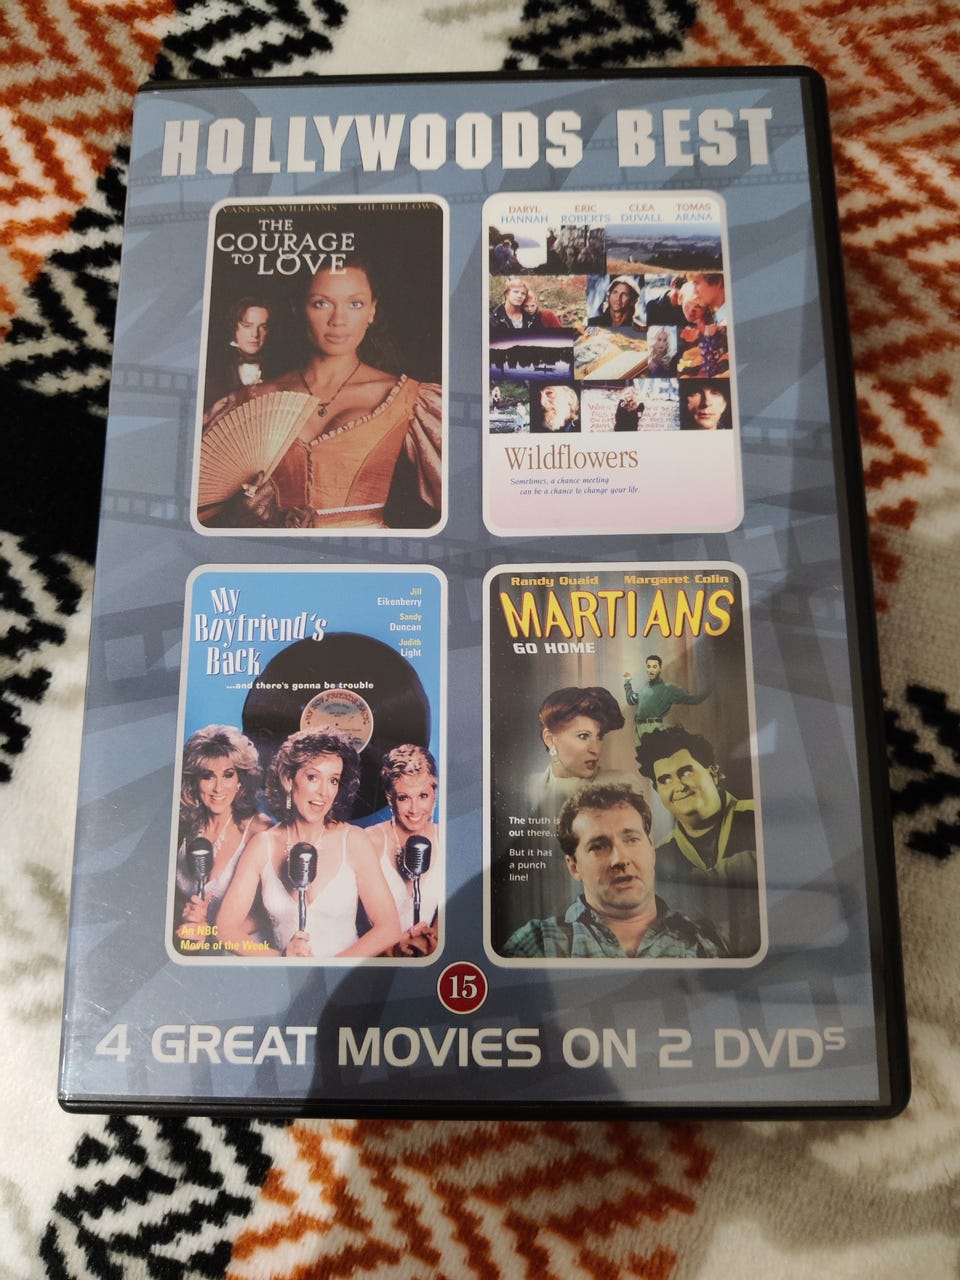 HOLLYWOODS BEST
VANESSA WILLIAMS GIL BELLOWS
THE
COURAGE
TO LOVE
DARYL HANNAH
ERIC ROBERTS
CLEA DUVALL
TOMAS ARANA
Wildflowers
Sometimes, a chance meeting
can be a chance to change your life.
My
Boyfriend's
Back
...and there's gonna be trouble
Jill
Eikenberry
Sandy
Duncan
Judith
Light
An NBC
Movie of the Week
Randy Quaid Margaret Colin
MARTIANS
GO HOME
The truth is
out there...
But it has
a punch
line!
15
4 GREAT MOVIES ON 2 DVDS